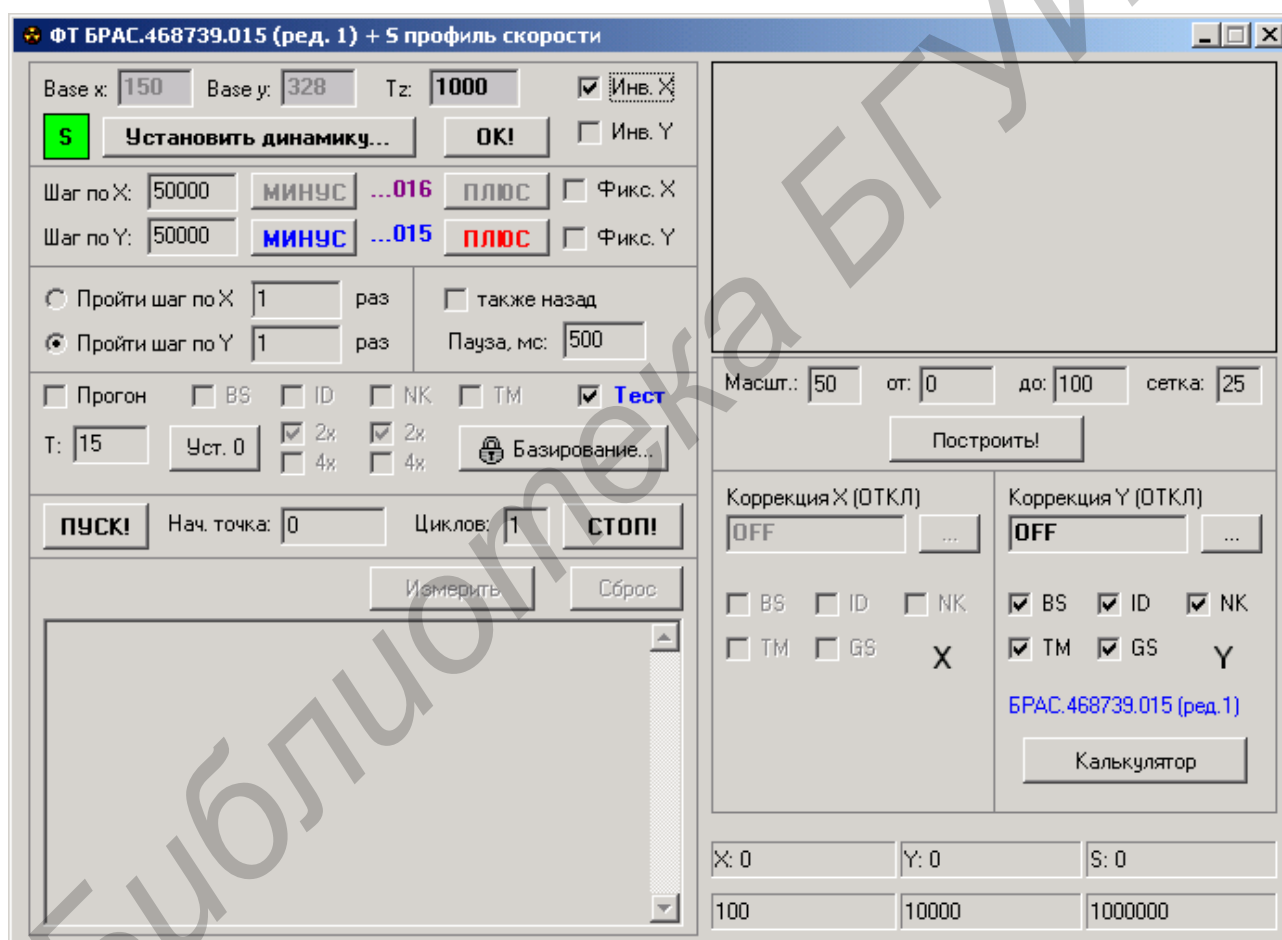 ФТ БРАС.468739.015 (ред. 1) + S профиль скорости
Base x: 150 Base y: 328 Tz: 1000 Инв. X
S Установить динамику... OK! Инв. Y
Шаг по X: 50000 МИНУС ...016 ПЛЮС Фикс. X
Шаг по Y: 50000 МИНУС ...015 ПЛЮС Фикс. Y
Пройти шаг по X 1 раз также назад
Пройти шаг по Y 1 раз Пауза, мс: 500
Прогон BS ID NK TM Тест
T: 15 Уст. 0 2x 2x Базирование...
4x 4x
ПУСК! Нач. точка: 0 Циклов: 1 СТОП!
Измерить Сброс
Масшт.: 50 от: 0 до: 100 сетка: 25
Построить!
Коррекция X (ОТКЛ) Коррекция Y (ОТКЛ)
OFF ... OFF ...
BS ID NK BS ID NK
TM GS X TM GS Y
БРАС.468739.015 (ред.1)
Калькулятор
X: 0 Y: 0 S: 0
100 10000 1000000
Библиотека БГУИ